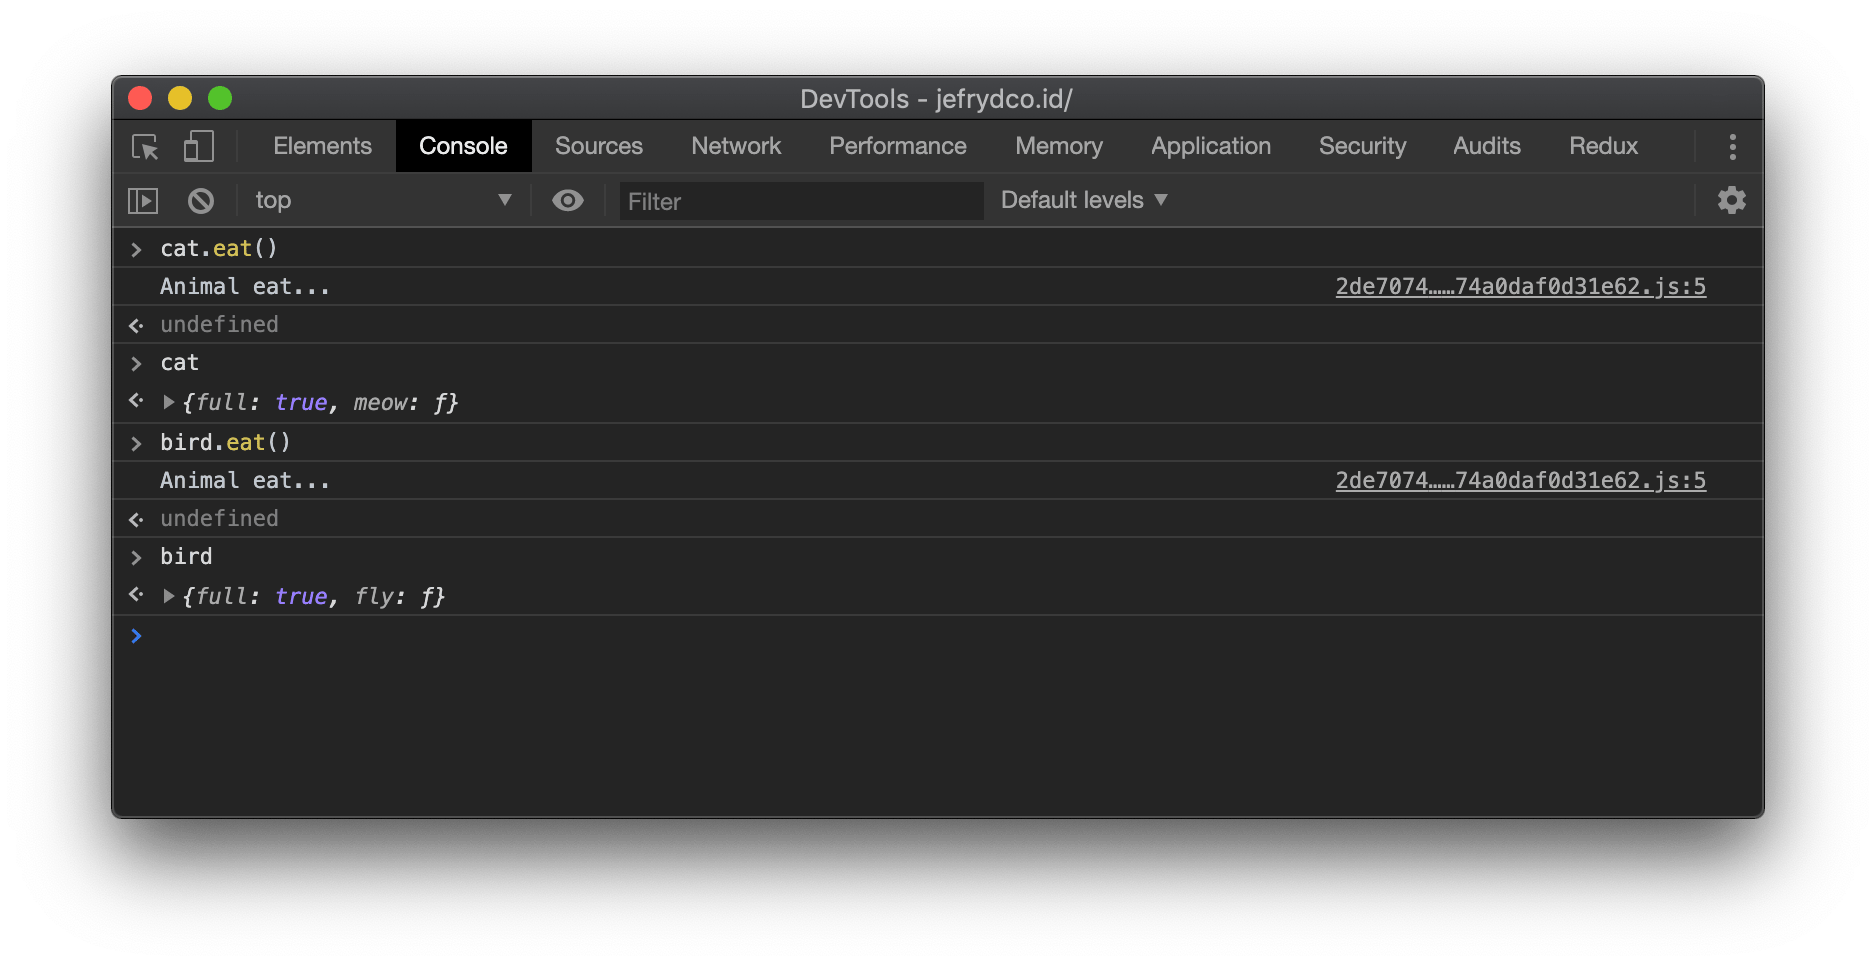 DevTools - jefrydco.id/
Elements Console Sources Network Performance Memory Application Security Audits Redux
top ▼ Filter Default levels ▼
> cat.eat()
Animal eat... 2de7074……74a0daf0d31e62.js:5
undefined
> cat
▶ {full: true, meow: ƒ}
> bird.eat()
Animal eat... 2de7074……74a0daf0d31e62.js:5
undefined
> bird
▶ {full: true, fly: ƒ}
>